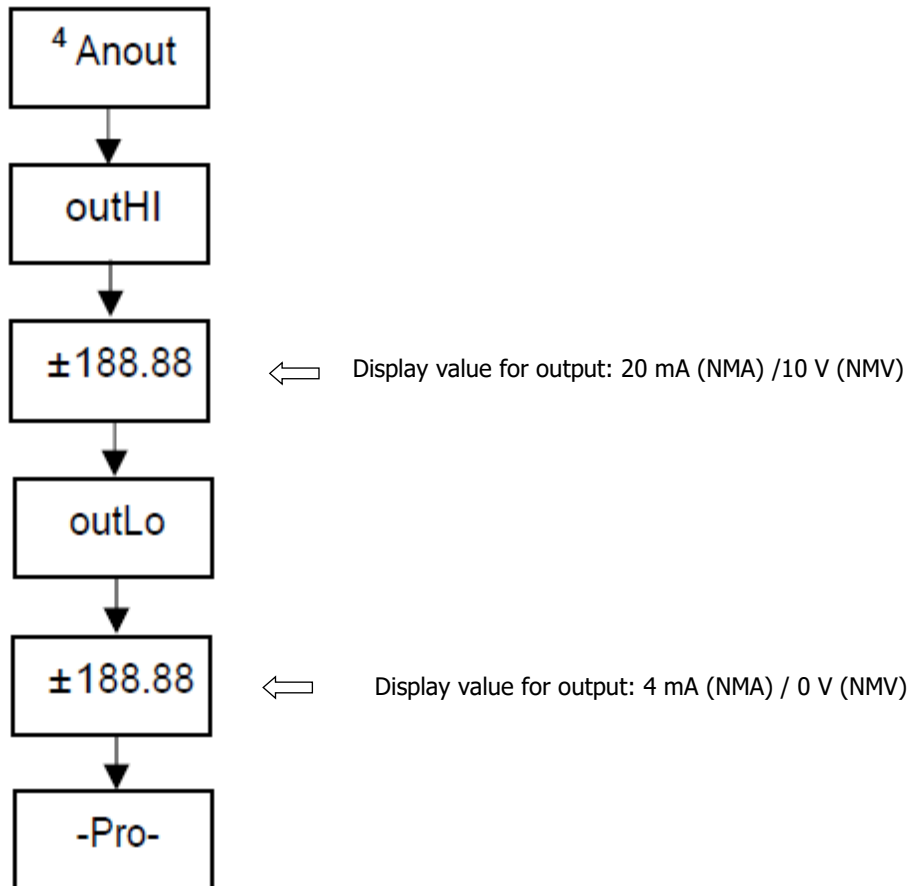 4 Anout
outHI
±188.88
Display value for output: 20 mA (NMA) /10 V (NMV)
outLo
±188.88
Display value for output: 4 mA (NMA) / 0 V (NMV)
-Pro-